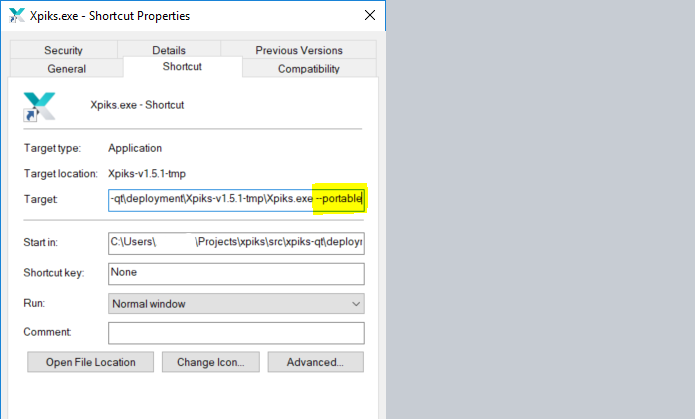 Xpiks.exe - Shortcut Properties
Security Details Previous Versions
General Shortcut Compatibility
Xpiks.exe - Shortcut
Target type: Application
Target location: Xpiks-v1.5.1-tmp
Target: -qt\deployment\Xpiks-v1.5.1-tmp\Xpiks.exe --portable
Start in: C:\Users\ \Projects\xpiks\src\xpiks-qt\deployn
Shortcut key: None
Run: Normal window
Comment:
Open File Location Change Icon... Advanced...